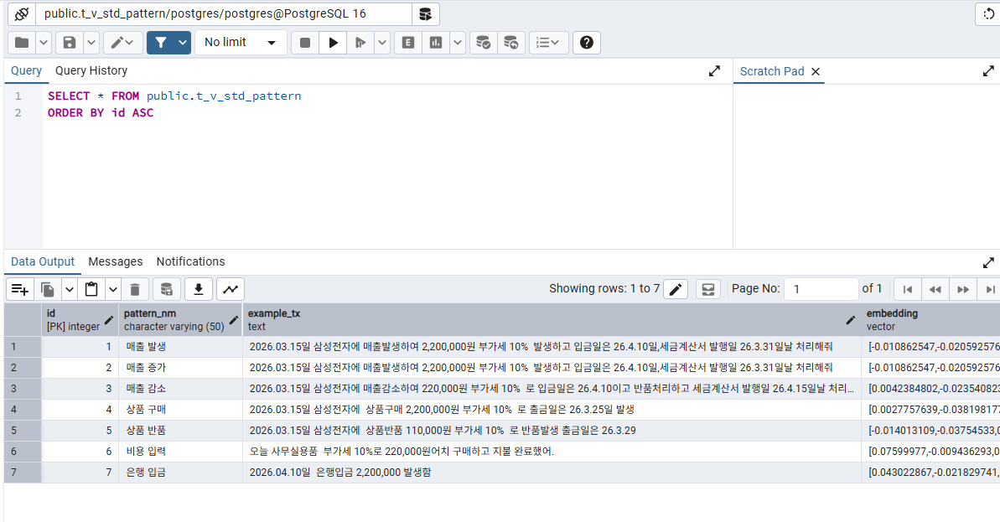 public.t_v_std_pattern/postgres/postgres@PostgreSQL 16
No limit
E
Query Query History
Scratch Pad
1 SELECT * FROM public.t_v_std_pattern
2 ORDER BY id ASC
Data Output Messages Notifications
Showing rows: 1 to 7 Page No: 1 of 1
id pattern_nm example_tx embedding
[PK] integer character varying (50) text vector
1 1 매출 발생 2026.03.15일 삼성전자에 매출발생하여 2,200,000원 부가세 10% 발생하고 입금일은 26.4.10일,세금계산서 발행일 26.3.31일날 처리해줘 [-0.010862547,-0.020592576
2 2 매출 증가 2026.03.15일 삼성전자에 매출발생하여 2,200,000원 부가세 10% 발생하고 입금일은 26.4.10일,세금계산서 발행일 26.3.31일날 처리해줘 [-0.010862547,-0.020592576
3 3 매출 감소 2026.03.15일 삼성전자에 매출감소하여 220,000원 부가세 10% 로 입금일은 26.4.10이고 반품처리하고 세금계산서 발행일 26.4.15일날 처리... [0.0042384802,-0.023540823
4 4 상품 구매 2026.03.15일 삼성전자에 상품구매 2,200,000원 부가세 10% 로 출금일은 26.3.25일 발생 [0.0027757639,-0.038198177
5 5 상품 반품 2026.03.15일 삼성전자에 상품반품 110,000원 부가세 10% 로 반품발생 출금일은 26.3.29 [-0.014013109,-0.03754533,0
6 6 비용 입력 오늘 사무실용품 부가세 10%로 220,000원어치 구매하고 지불 완료했어. [0.07599977,-0.009436293,0
7 7 은행 입금 2026.04.10일 은행입금 2,200,000 발생함 [0.043022867,-0.021829741,